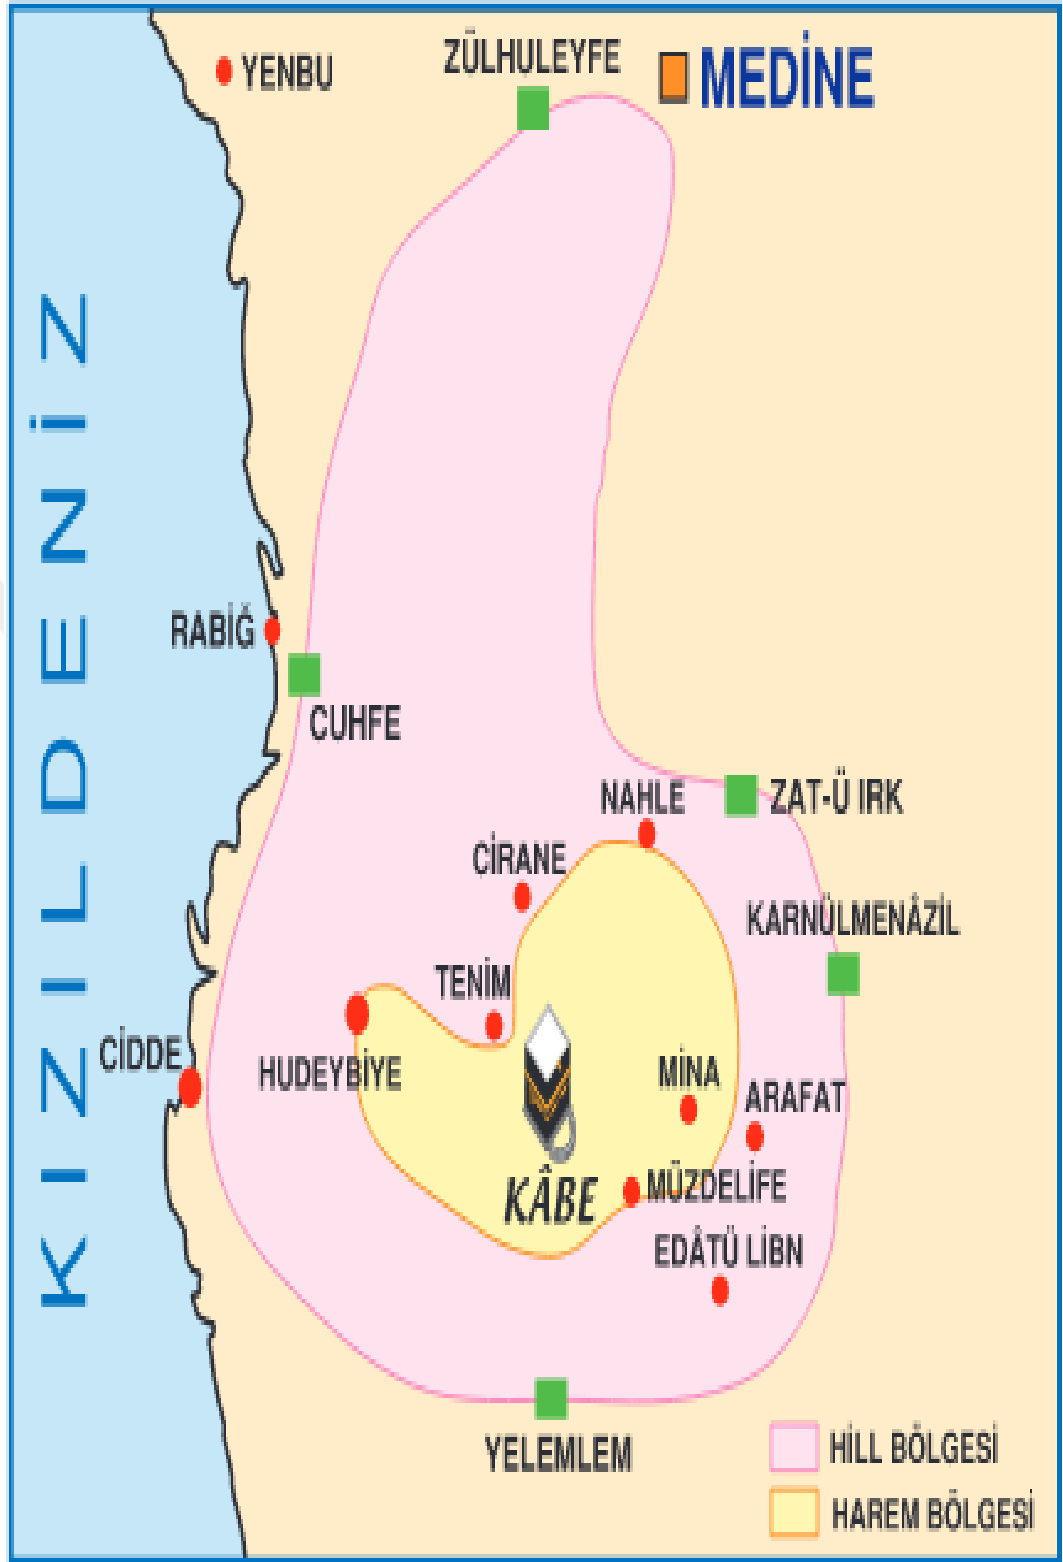 ZÜLHULEYFE
YENBU
MEDİNE
KIZILDENİZ
RABİĞ
CUHFE
NAHLE
ZAT-Ü IRK
CİRANE
KARNÜLMENÂZİL
TENİM
CİDDE
HUDEYBİYE
MİNA
ARAFAT
KÂBE
MÜZDELİFE
EDÂTÜ LİBN
YELEMLEM
HİLL BÖLGESİ
HAREM BÖLGESİ